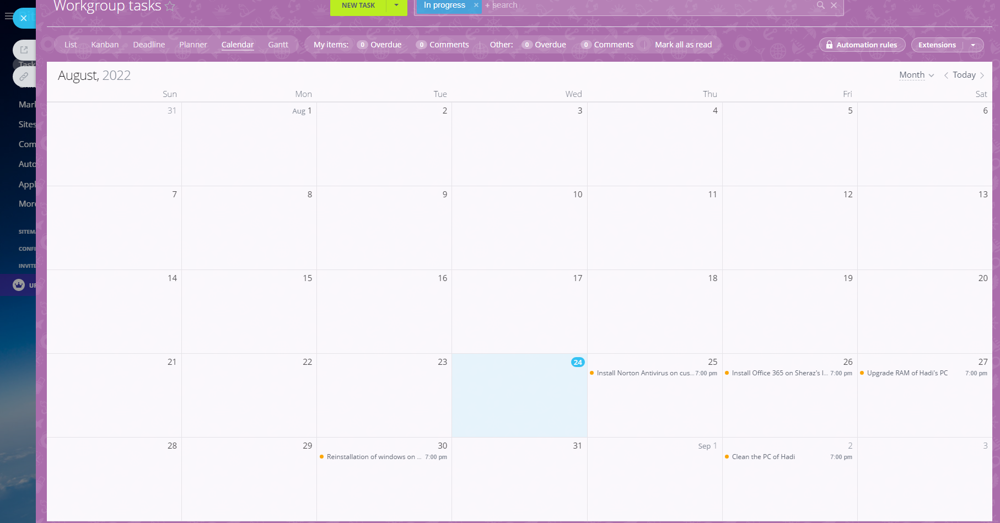 Workgroup tasks
NEW TASK
In progress × + search
List Kanban Deadline Planner Calendar Gantt My items: 0 Overdue 0 Comments Other: 0 Overdue 0 Comments Mark all as read Automation rules Extensions
Task
Mark
Sites
Com
Auto
Appl
More
SITEMA
CONFI
INVITE
UP
August, 2022 Month Today
Sun Mon Tue Wed Thu Fri Sat
31 Aug 1 2 3 4 5 6
7 8 9 10 11 12 13
14 15 16 17 18 19 20
21 22 23 24 25 26 27
Install Norton Antivirus on cus... 7:00 pm Install Office 365 on Sheraz's l... 7:00 pm Upgrade RAM of Hadi's PC 7:00 pm
28 29 30 31 Sep 1 2 3
Reinstallation of windows on ... 7:00 pm Clean the PC of Hadi 7:00 pm